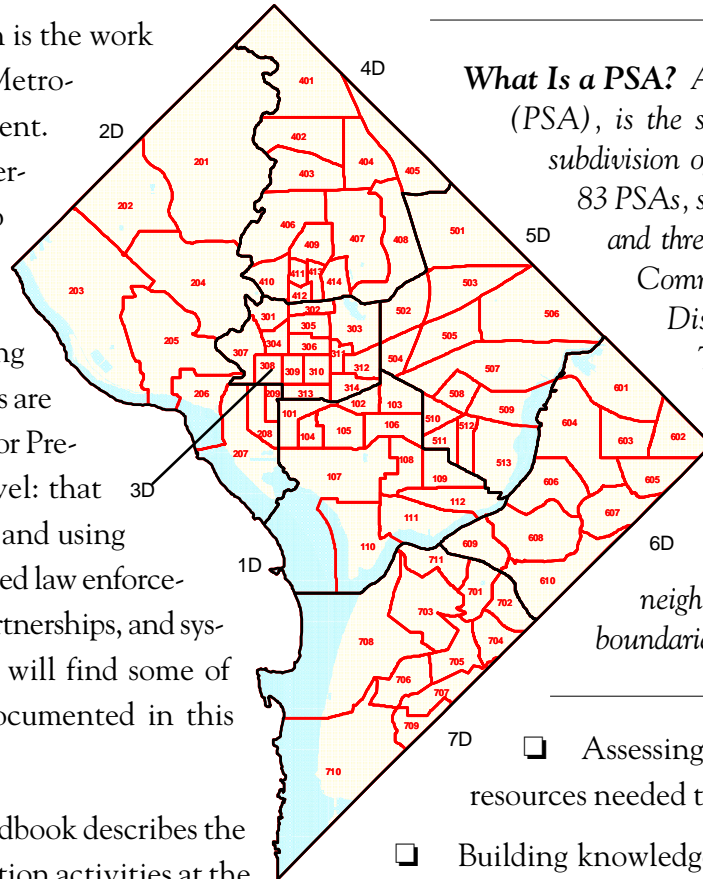 n is the work
Metro-
ent.
er-
ng
s are
or Pre-
vel: that
and using
ed law enforce-
rtnerships, and sys-
will find some of
ocumented in this
dbook describes the
tion activities at the
What Is a PSA? A
(PSA), is the s
subdivision o
83 PSAs, s
and thre
Comm
Dis
T
neigh
boundari
❏ Assessing
resources needed t
❏ Building knowledg
4D
2D
5D
3D
1D
6D
7D
401
402
403
404
405
201
202
203
204
205
206
207
208
209
406
407
408
409
410
411
412
413
414
501
502
503
504
505
506
507
508
509
510
511
512
513
301
302
303
304
305
306
307
308
309
310
311
312
313
314
101
102
103
104
105
106
107
108
109
110
111
112
601
602
603
604
605
606
607
608
609
610
701
702
703
704
705
706
707
708
709
710
711